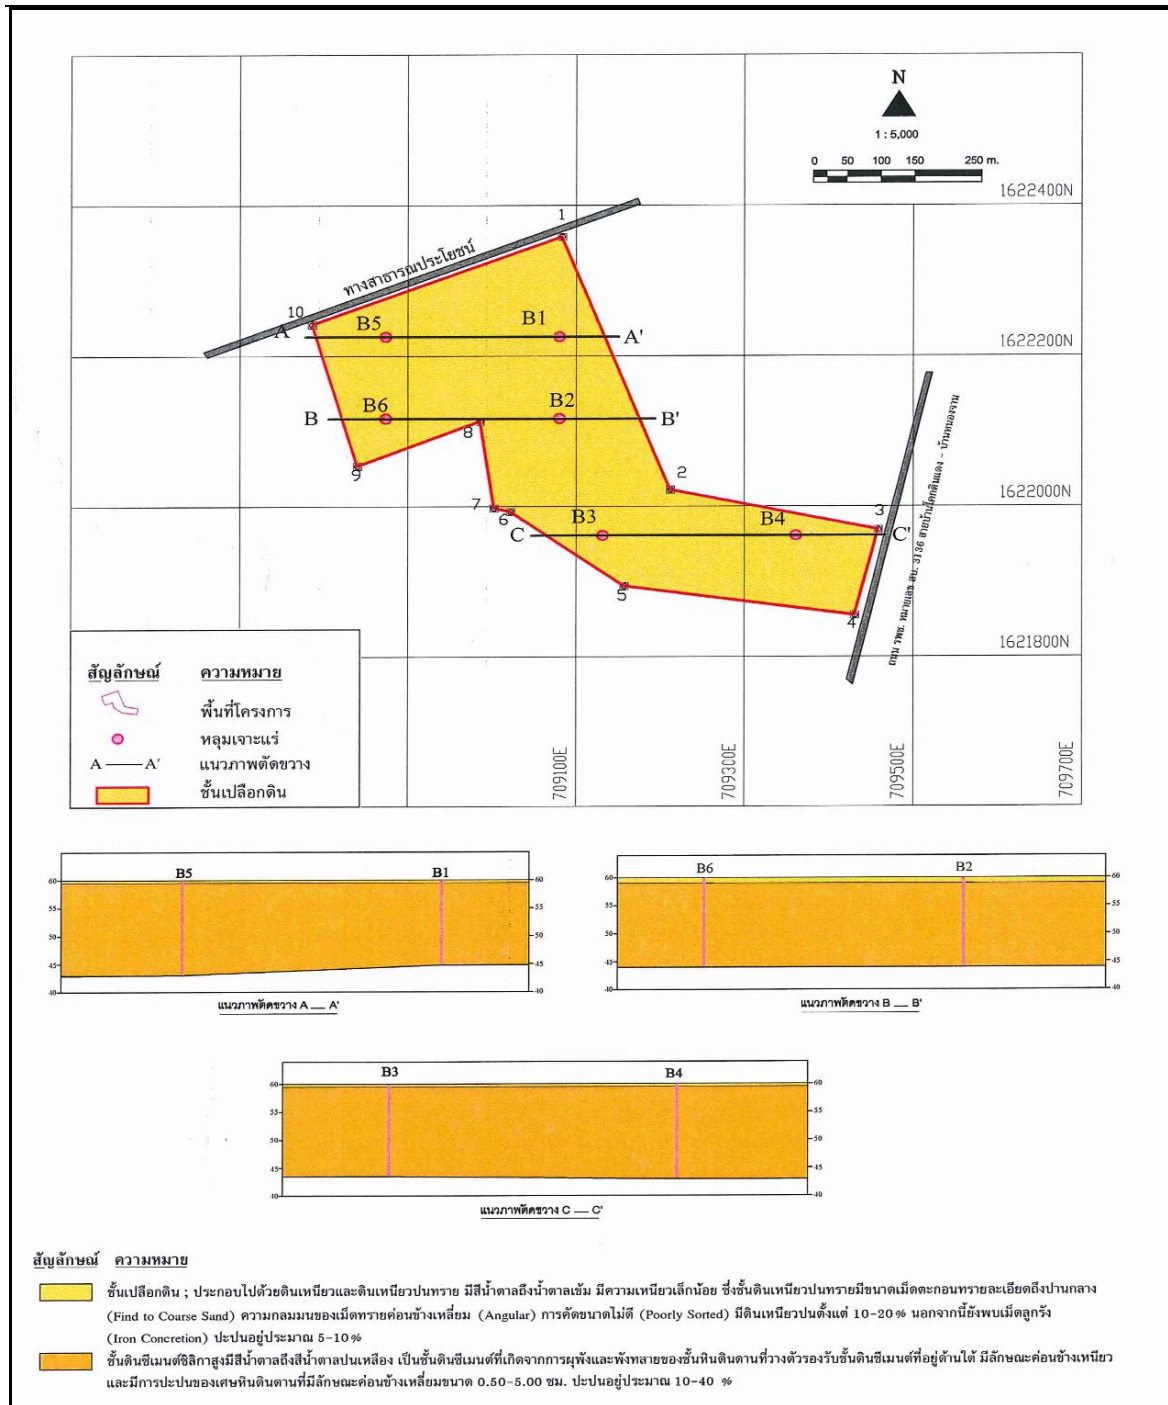 N
1 : 5,000
0 50 100 150 250 m.
1622400N
1
ทางสาธารณประโยชน์
10
A B5 B1 A'
1622200N
B B6 B2 B'
8
9
2
1622000N
7 6 B3 B4 3
C C'
5
4
ถนน รพช. หมายเลข สบ. 3136 สายบ้านโคกดินแดง - บ้านหนองจาน
1621800N
สัญลักษณ์ ความหมาย
พื้นที่โครงการ
หลุมเจาะแร่
A A' แนวภาพตัดขวาง
ชั้นเปลือกดิน
709100E
709300E
709500E
709700E
B5 B1
60 60
55 55
50 50
45 45
40 40
แนวภาพตัดขวาง A __ A'
B6 B2
60 60
55 55
50 50
45 45
40 40
แนวภาพตัดขวาง B __ B'
B3 B4
60 60
55 55
50 50
45 45
40 40
แนวภาพตัดขวาง C __ C'
สัญลักษณ์ ความหมาย
ชั้นเปลือกดิน ; ประกอบไปด้วยดินเหนียวและดินเหนียวปนทราย มีสีน้ำตาลถึงน้ำตาลเข้ม มีความเหนียวเล็กน้อย ซึ่งชั้นดินเหนียวปนทรายมีขนาดเม็ดตะกอนทรายละเอียดถึงปานกลาง
(Find to Coarse Sand) ความกลมมนของเม็ดทรายค่อนข้างเหลี่ยม (Angular) การคัดขนาดไม่ดี (Poorly Sorted) มีดินเหนียวปนตั้งแต่ 10-20 % นอกจากนี้ยังพบเม็ดลูกรัง
(Iron Concretion) ปะปนอยู่ประมาณ 5-10 %
ชั้นดินซีเมนต์ซิลิกาสูงมีสีน้ำตาลถึงสีน้ำตาลปนเหลือง เป็นชั้นดินซีเมนต์ที่เกิดจากการผุพังและพังทลายของชั้นหินดินดานที่วางตัวรองรับชั้นดินซีเมนต์ที่อยู่ด้านใต้ มีลักษณะค่อนข้างเหนียว
และมีการปะปนของเศษหินดินดานที่มีลักษณะค่อนข้างเหลี่ยมขนาด 0.50-5.00 ซม. ปะปนอยู่ประมาณ 10-40 %